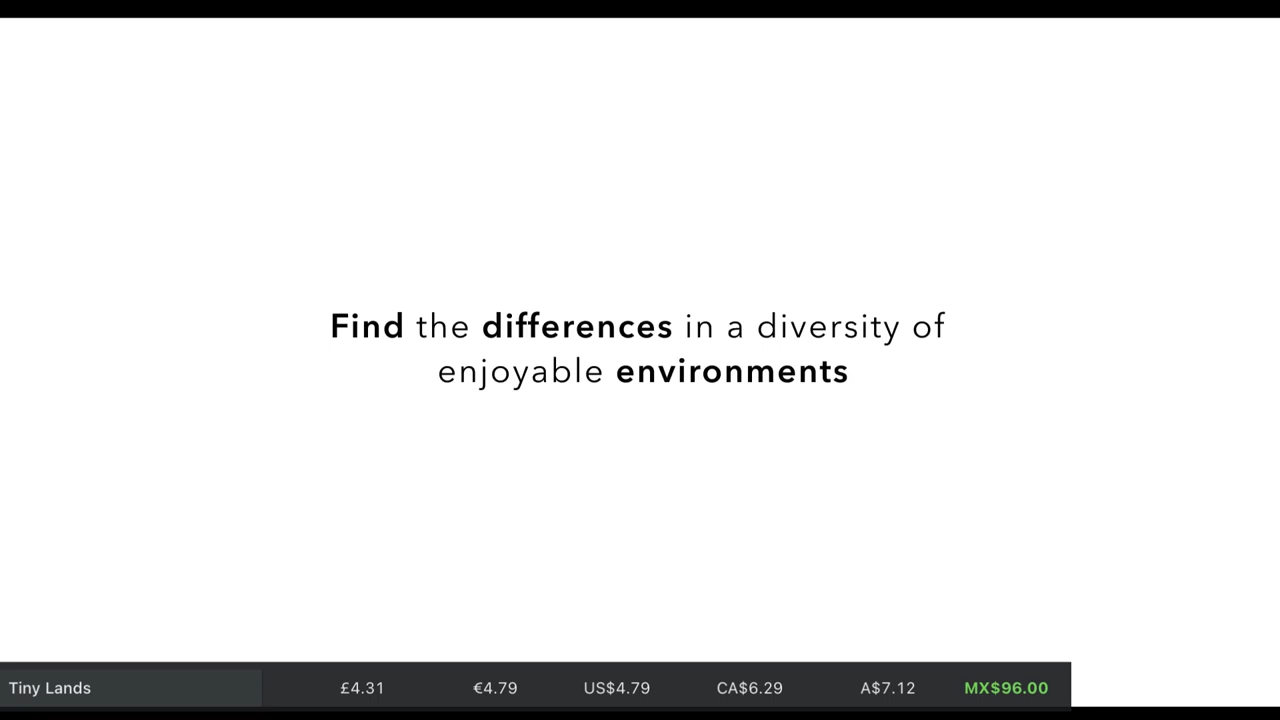 Find the differences in a diversity of
enjoyable environments
Tiny Lands £4.31 €4.79 US$4.79 CA$6.29 A$7.12 MX$96.00